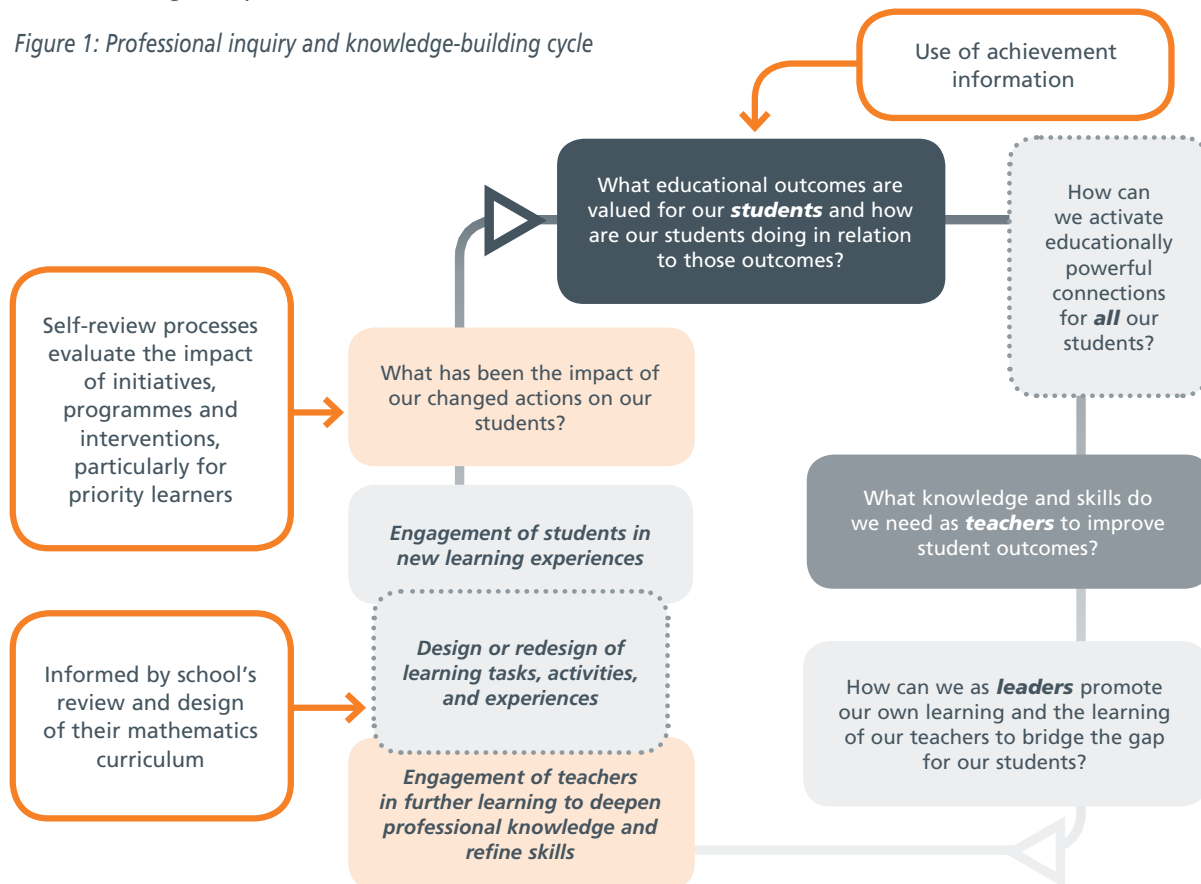 Figure 1: Professional inquiry and knowledge-building cycle
Use of achievement
information
What educational outcomes are
valued for our students and how
are our students doing in relation
to those outcomes?
How can
we activate
educationally
powerful
connections
for all our
students?
Self-review processes
evaluate the impact
of initiatives,
programmes and
interventions,
particularly for
priority learners
What has been the impact of
our changed actions on our
students?
What knowledge and skills do
we need as teachers to improve
student outcomes?
Engagement of students in
new learning experiences
Design or redesign of
learning tasks, activities,
and experiences
Informed by school's
review and design
of their mathematics
curriculum
How can we as leaders promote
our own learning and the learning
of our teachers to bridge the gap
for our students?
Engagement of teachers
in further learning to deepen
professional knowledge and
refine skills